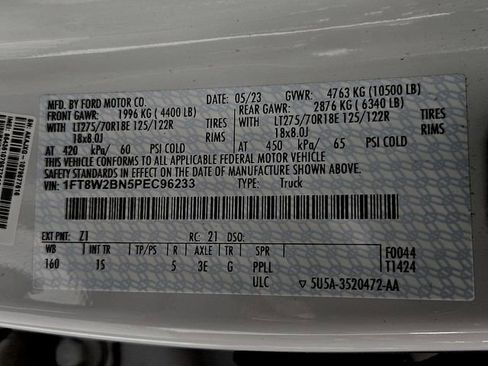 MFD. BY FORD MOTOR CO.
DATE: 05/23 GVWR: 4763 KG (10500 LB)
FRONT GAWR: 1996 KG (4400 LB)
REAR GAWR: 2876 KG (6340 LB)
WITH LT275/70R18E 125/122R TIRES
WITH LT275/70R18E 125/122R TIRES
18x8.0J RIMS
18x8.0J RIMS
AT 420 kPa/ 60 PSI COLD
AT 450 kPa/ 65 PSI COLD
THIS VEHICLE CONFORMS TO ALL APPLICABLE FEDERAL MOTOR VEHICLE
SAFETY STANDARDS IN EFFECT ON THE DATE OF MANUFACTURE SHOWN ABOVE.
VIN: 1FT8W2BN5PEC96233
TYPE: Truck
EXT PNT: Z1 RC: 21 DSO:
WB INT TR TP/PS R AXLE TR SPR
160 15 5 3E G PPLL
ULC
F0044
T1424
5U5A-3520472-AA